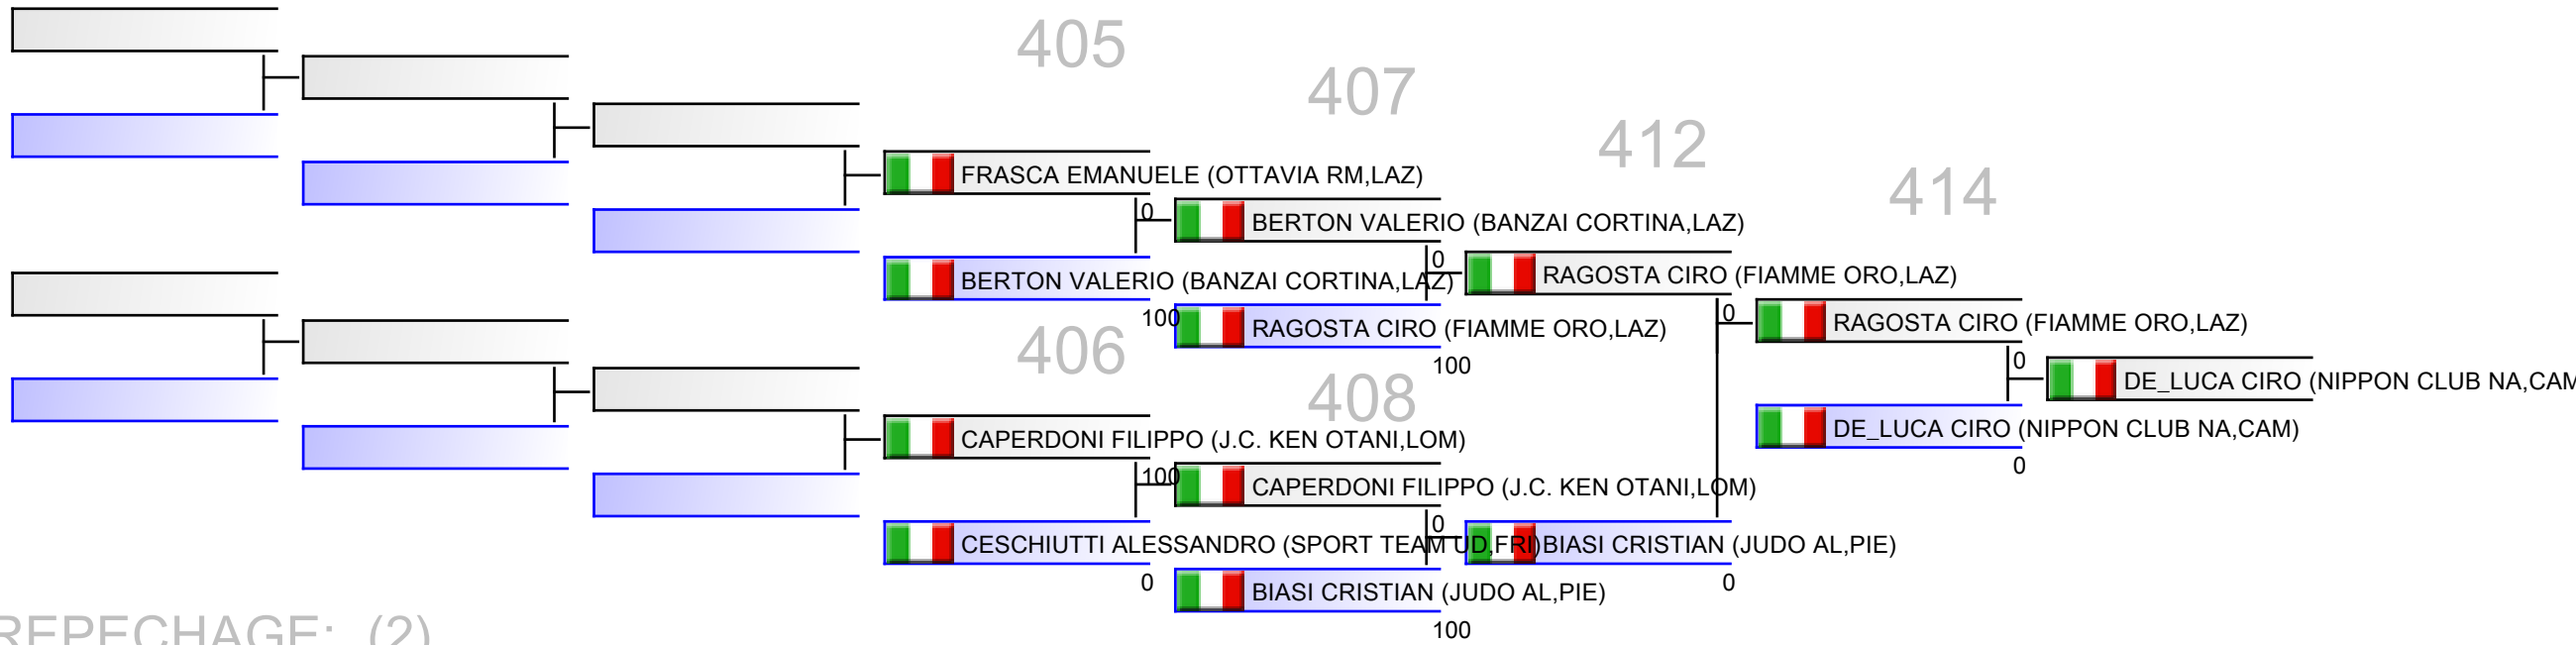 405
407
412
414
FRASCA EMANUELE (OTTAVIA RM,LAZ)
0
BERTON VALERIO (BANZAI CORTINA,LAZ)
0
BERTON VALERIO (BANZAI CORTINA,LAZ)
RAGOSTA CIRO (FIAMME ORO,LAZ)
100
RAGOSTA CIRO (FIAMME ORO,LAZ)
0
RAGOSTA CIRO (FIAMME ORO,LAZ)
406
100
0
DE_LUCA CIRO (NIPPON CLUB NA,CAM
408
DE_LUCA CIRO (NIPPON CLUB NA,CAM)
0
CAPERDONI FILIPPO (J.C. KEN OTANI,LOM)
100
CAPERDONI FILIPPO (J.C. KEN OTANI,LOM)
0
CESCHIUTTI ALESSANDRO (SPORT TEAM UD,FRI)
BIASI CRISTIAN (JUDO AL,PIE)
0
BIASI CRISTIAN (JUDO AL,PIE)
0
100
REPECHAGE: (2)